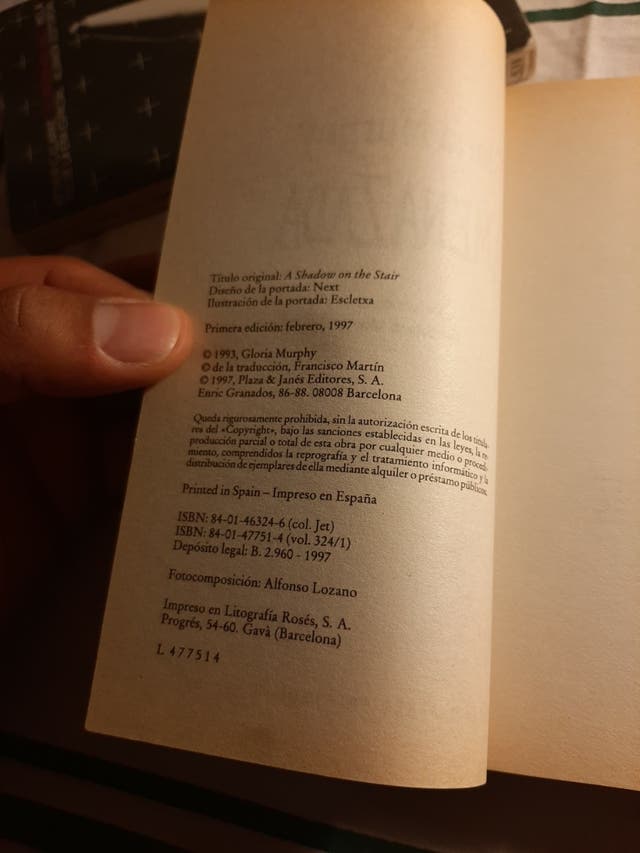 Título original: A Shadow on the Stair
Diseño de la portada: Next
Ilustración de la portada: Escletxa
Primera edición: febrero, 1997
© 1993, Gloria Murphy
© de la traducción, Francisco Martín
© 1997, Plaza & Janés Editores, S. A.
Enric Granados, 86-88. 08008 Barcelona
Queda rigurosamente prohibida, sin la autorización escrita de los titula-
res del «Copyright», bajo las sanciones establecidas en las leyes, la re-
producción parcial o total de esta obra por cualquier medio o procedi-
miento, comprendidos la reprografía y el tratamiento informático y la
distribución de ejemplares de ella mediante alquiler o préstamo públicos.
Printed in Spain – Impreso en España
ISBN: 84-01-46324-6 (col. Jet)
ISBN: 84-01-47751-4 (vol. 324/1)
Depósito legal: B. 2.960 - 1997
Fotocomposición: Alfonso Lozano
Impreso en Litografía Rosés, S. A.
Progrés, 54-60. Gavà (Barcelona)
L 477514